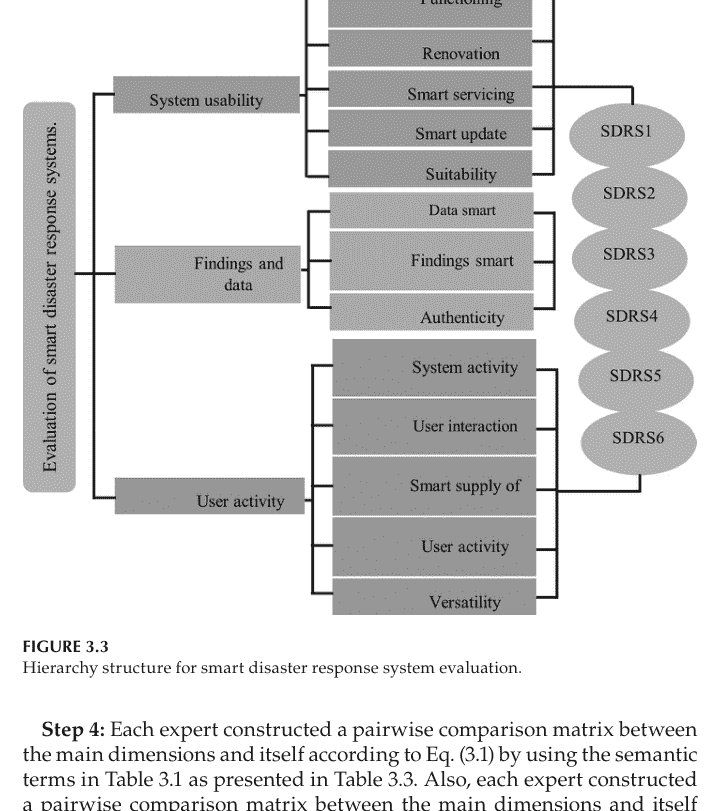 Functioning
Renovation
Smart servicing
Smart update
Suitability
System usability
Evaluation of smart disaster response systems.
Data smart
Findings smart
Authenticity
Findings and
data
System activity
User interaction
Smart supply of
User activity
Versatility
User activity
SDRS1
SDRS2
SDRS3
SDRS4
SDRS5
SDRS6
FIGURE 3.3
Hierarchy structure for smart disaster response system evaluation.
Step 4: Each expert constructed a pairwise comparison matrix between
the main dimensions and itself according to Eq. (3.1) by using the semantic
terms in Table 3.1 as presented in Table 3.3. Also, each expert constructed
a pairwise comparison matrix between the main dimensions and itself